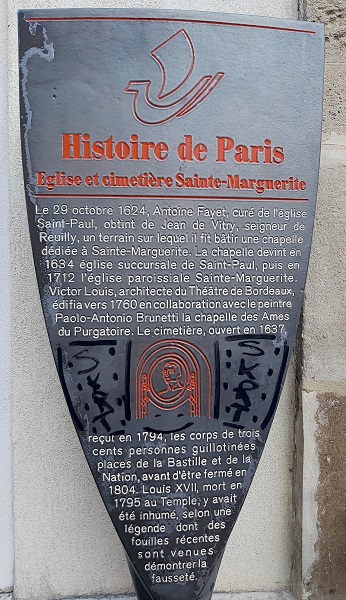 Histoire de Paris
Eglise et cimetière Sainte-Marguerite
Le 29 octobre 1624, Antoine Fayet, curé de l'église
Saint-Paul, obtint de Jean de Vitry, seigneur de
Reuilly, un terrain sur lequel il fit bâtir une chapelle
dédiée à Sainte-Marguerite. La chapelle devint en
1634 église succursale de Saint-Paul, puis en
1712 l'église paroissiale Sainte-Marguerite.
Victor Louis, architecte du Théâtre de Bordeaux,
édifia vers 1760 en collaboration avec le peintre
Paolo-Antonio Brunetti la chapelle des Ames
du Purgatoire. Le cimetière, ouvert en 1637,
reçut en 1794, les corps de trois
cents personnes guillotinées
places de la Bastille et de la
Nation, avant d'être fermé en
1804. Louis XVII, mort en
1795 au Temple, y avait
été inhumé, selon une
légende dont des
fouilles récentes
sont venues
démontrer la
fausseté.